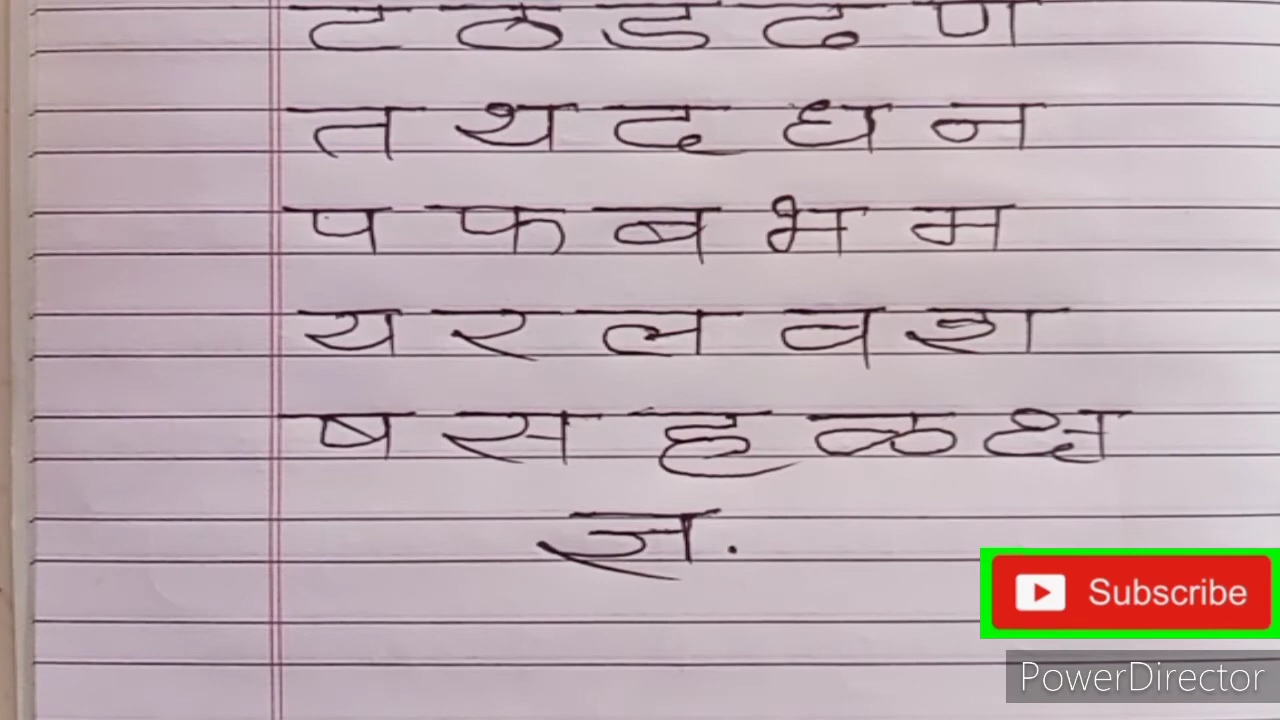 ट ठ ड ढ ण
त थ द ध न
प फ ब भ म
य र ल व श
ष स ह ळ क्ष
ज्ञ.
Subscribe
PowerDirector